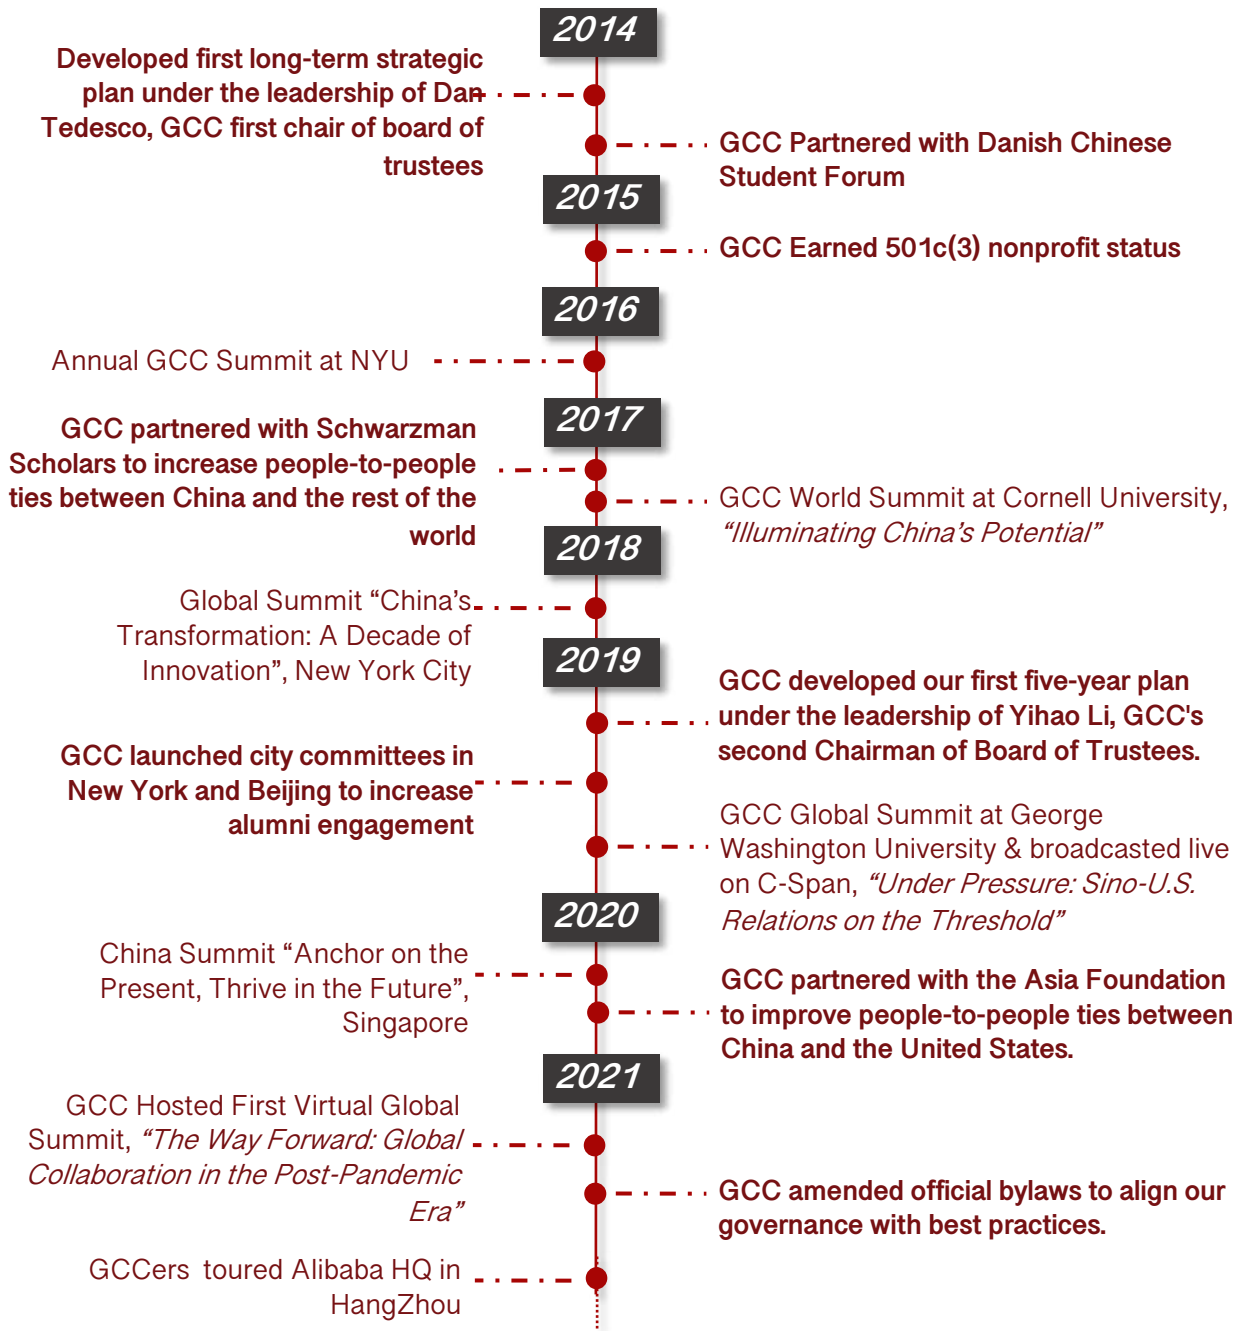 2014
Developed first long-term strategic
plan under the leadership of Dan
Tedesco, GCC first chair of board of
trustees
GCC Partnered with Danish Chinese
Student Forum
2015
GCC Earned 501c(3) nonprofit status
2016
Annual GCC Summit at NYU
2017
GCC partnered with Schwarzman
Scholars to increase people-to-people
ties between China and the rest of the
world
GCC World Summit at Cornell University,
“Illuminating China’s Potential”
2018
Global Summit “China’s
Transformation: A Decade of
Innovation”, New York City
2019
GCC developed our first five-year plan
under the leadership of Yihao Li, GCC's
second Chairman of Board of Trustees.
GCC launched city committees in
New York and Beijing to increase
alumni engagement
GCC Global Summit at George
Washington University & broadcasted live
on C-Span, “Under Pressure: Sino-U.S.
Relations on the Threshold”
2020
China Summit “Anchor on the
Present, Thrive in the Future”,
Singapore
GCC partnered with the Asia Foundation
to improve people-to-people ties between
China and the United States.
2021
GCC Hosted First Virtual Global
Summit, “The Way Forward: Global
Collaboration in the Post-Pandemic
Era”
GCC amended official bylaws to align our
governance with best practices.
GCCers  toured Alibaba HQ in
HangZhou